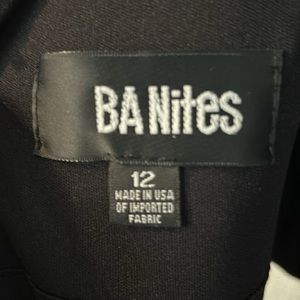 BA Nites
12
MADE IN USA
OF IMPORTED
FABRIC